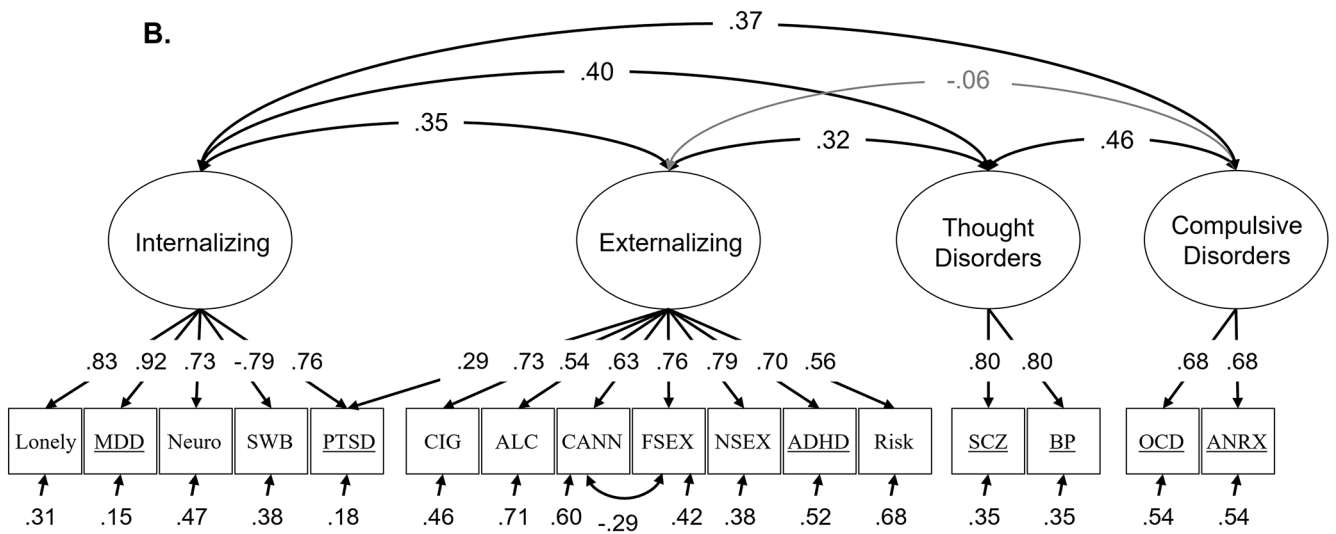 B.
.37
.40
-.06
.35
.32
.46
Internalizing
Externalizing
Thought
Disorders
Compulsive
Disorders
.83 .92 .73 -.79 .76 .29 .73 .54 .63 .76 .79 .70 .56 .80 .80 .68 .68
Lonely MDD Neuro SWB PTSD CIG ALC CANN FSEX NSEX ADHD Risk SCZ BP OCD ANRX
.31 .15 .47 .38 .18 .46 .71 .60 -.29 .42 .38 .52 .68 .35 .35 .54 .54